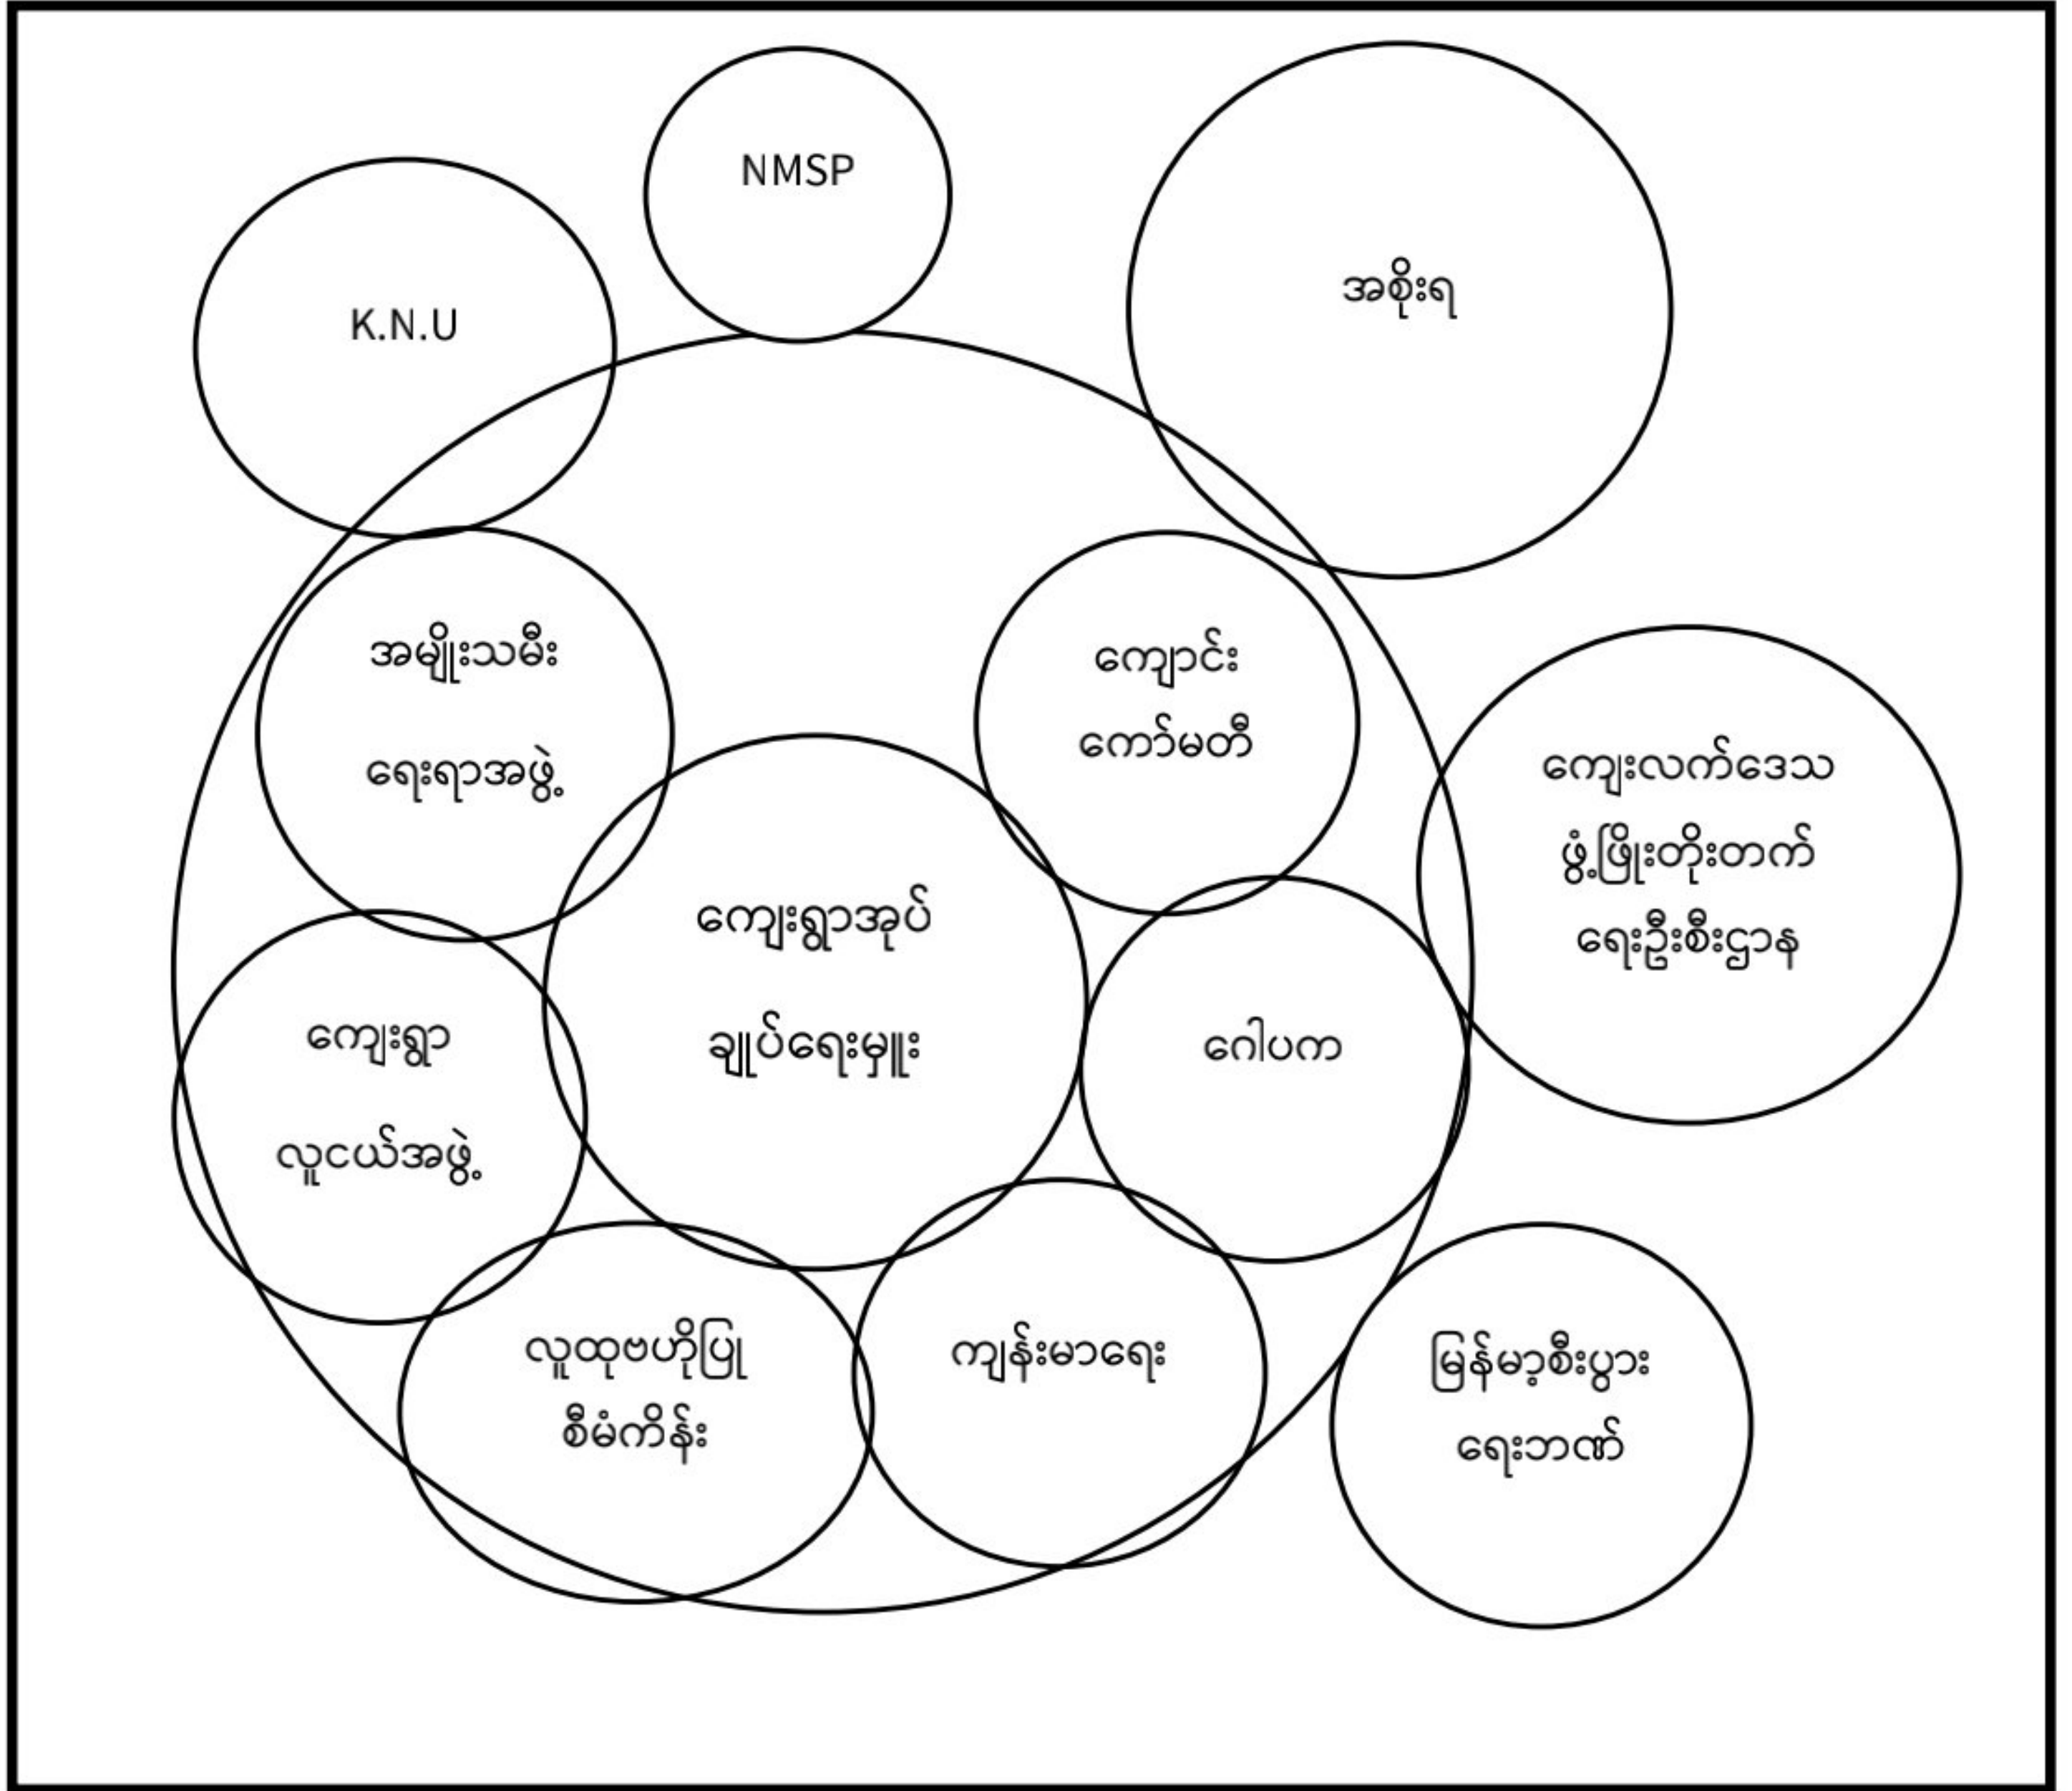 NMSP
K.N.U
အစိုးရ
အမျိုးသမီး
ရေးရာအဖွဲ့
ကျောင်း
ကော်မတီ
ကျေးလက်ဒေသ
ဖွံ့ဖြိုးတိုးတက်
ရေးဦးစီးဌာန
ကျေးရွာအုပ်
ချုပ်ရေးမှူး
ကျေးရွာ
လူငယ်အဖွဲ့
ဂေါပက
လူထုဗဟိုပြု
စီမံကိန်း
ကျန်းမာရေး
မြန်မာ့စီးပွား
ရေးဘဏ်